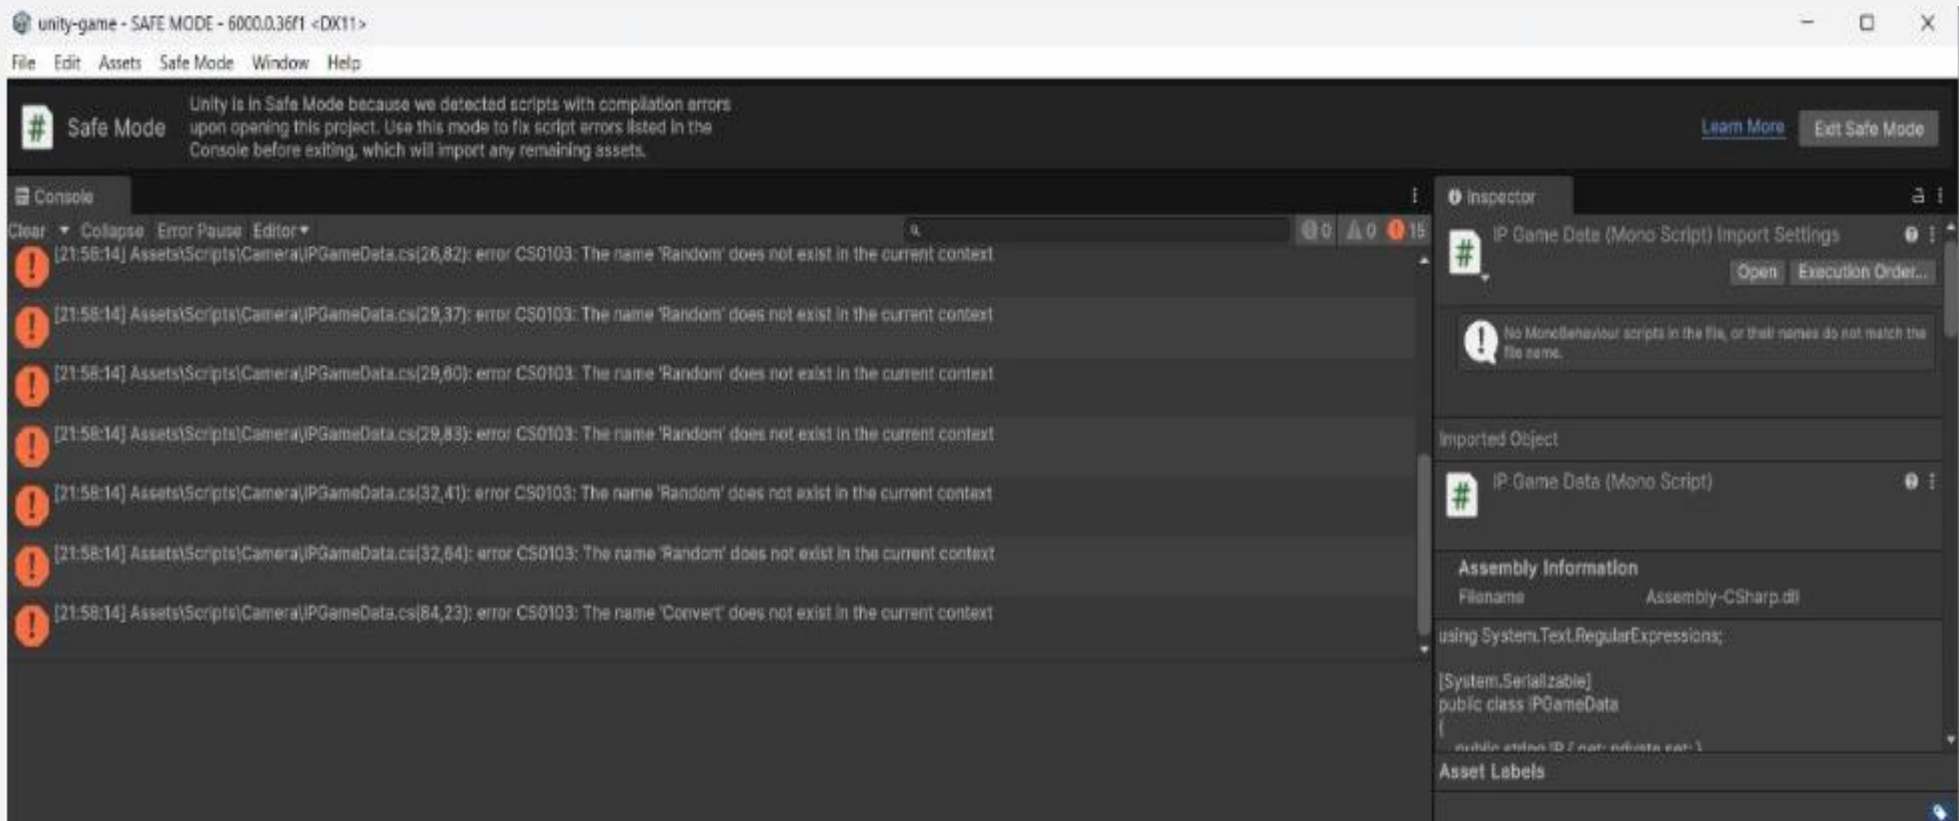 unity-game - SAFE MODE - 6000.0.36f1 <DX11>
File Edit Assets Safe Mode Window Help
Safe Mode
Unity is in Safe Mode because we detected scripts with compilation errors
upon opening this project. Use this mode to fix script errors listed in the
Console before exiting, which will import any remaining assets.
Learn More
Exit Safe Mode
Console
Clear Collapse Error Pause Editor
0 0 15
[21:58:14] Assets\Scripts\Camera\IPGameData.cs(26,82): error CS0103: The name 'Random' does not exist in the current context
[21:58:14] Assets\Scripts\Camera\IPGameData.cs(29,37): error CS0103: The name 'Random' does not exist in the current context
[21:58:14] Assets\Scripts\Camera\IPGameData.cs(29,60): error CS0103: The name 'Random' does not exist in the current context
[21:58:14] Assets\Scripts\Camera\IPGameData.cs(29,83): error CS0103: The name 'Random' does not exist in the current context
[21:58:14] Assets\Scripts\Camera\IPGameData.cs(32,41): error CS0103: The name 'Random' does not exist in the current context
[21:58:14] Assets\Scripts\Camera\IPGameData.cs(32,64): error CS0103: The name 'Random' does not exist in the current context
[21:58:14] Assets\Scripts\Camera\IPGameData.cs(84,23): error CS0103: The name 'Convert' does not exist in the current context
Inspector
IP Game Data (Mono Script) Import Settings
Open Execution Order...
No MonoBehaviour scripts in the file, or their names do not match the
file name.
Imported Object
IP Game Data (Mono Script)
Assembly Information
Filename Assembly-CSharp.dll
using System.Text.RegularExpressions;
[System.Serializable]
public class IPGameData
{
public string IP { get; private set; }
Asset Labels